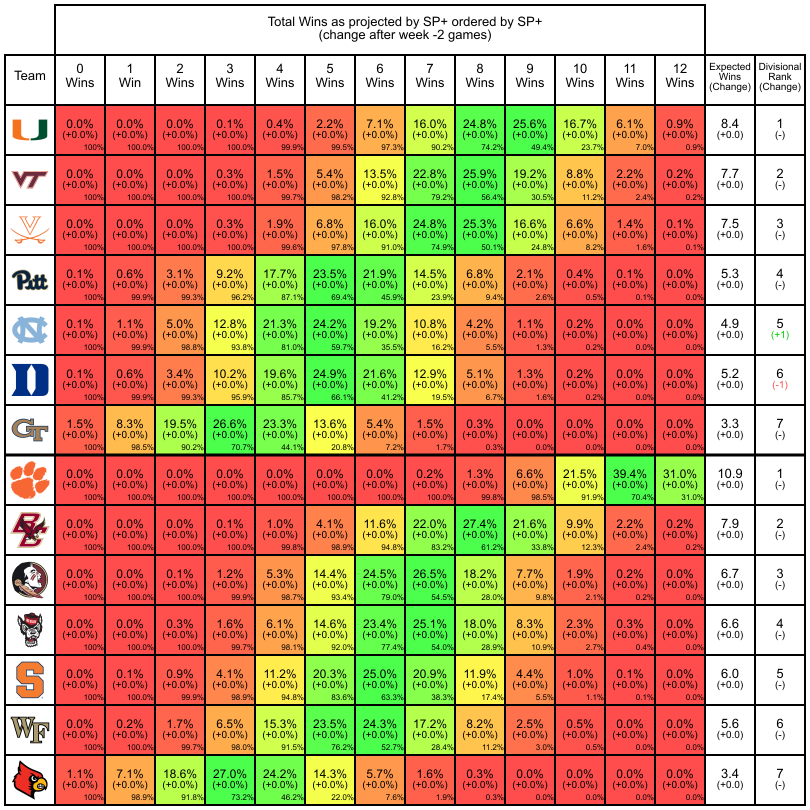 Total Wins as projected by SP+ ordered by SP+
(change after week -2 games)
Team 0 Wins 1 Win 2 Wins 3 Wins 4 Wins 5 Wins 6 Wins 7 Wins 8 Wins 9 Wins 10 Wins 11 Wins 12 Wins Expected Wins (Change) Divisional Rank (Change)
0.0% 0.0% 0.0% 0.1% 0.4% 2.2% 7.1% 16.0% 24.8% 25.6% 16.7% 6.1% 0.9% 8.4 1
(+0.0%) (+0.0%) (+0.0%) (+0.0%) (+0.0%) (+0.0%) (+0.0%) (+0.0%) (+0.0%) (+0.0%) (+0.0%) (+0.0%) (+0.0%) (+0.0) (-)
100% 100.0% 100.0% 100.0% 99.9% 99.5% 97.3% 90.2% 74.2% 49.4% 23.7% 7.0% 0.9%
VT 0.0% 0.0% 0.0% 0.3% 1.5% 5.4% 13.5% 22.8% 25.9% 19.2% 8.8% 2.2% 0.2% 7.7 2
(+0.0%) (+0.0%) (+0.0%) (+0.0%) (+0.0%) (+0.0%) (+0.0%) (+0.0%) (+0.0%) (+0.0%) (+0.0%) (+0.0%) (+0.0%) (+0.0) (-)
100% 100.0% 100.0% 100.0% 99.7% 98.2% 92.8% 79.2% 56.4% 30.5% 11.2% 2.4% 0.2%
V 0.0% 0.0% 0.0% 0.3% 1.9% 6.8% 16.0% 24.8% 25.3% 16.6% 6.6% 1.4% 0.1% 7.5 3
(+0.0%) (+0.0%) (+0.0%) (+0.0%) (+0.0%) (+0.0%) (+0.0%) (+0.0%) (+0.0%) (+0.0%) (+0.0%) (+0.0%) (+0.0%) (+0.0) (-)
100% 100.0% 100.0% 100.0% 99.6% 97.8% 91.0% 74.9% 50.1% 24.8% 8.2% 1.6% 0.1%
Pitt 0.1% 0.6% 3.1% 9.2% 17.7% 23.5% 21.9% 14.5% 6.8% 2.1% 0.4% 0.1% 0.0% 5.3 4
(+0.0%) (+0.0%) (+0.0%) (+0.0%) (+0.0%) (+0.0%) (+0.0%) (+0.0%) (+0.0%) (+0.0%) (+0.0%) (+0.0%) (+0.0%) (+0.0) (-)
100% 99.9% 99.3% 96.2% 87.1% 69.4% 45.9% 23.9% 9.4% 2.6% 0.5% 0.1% 0.0%
NC 0.1% 1.1% 5.0% 12.8% 21.3% 24.2% 19.2% 10.8% 4.2% 1.1% 0.2% 0.0% 0.0% 4.9 5
(+0.0%) (+0.0%) (+0.0%) (+0.0%) (+0.0%) (+0.0%) (+0.0%) (+0.0%) (+0.0%) (+0.0%) (+0.0%) (+0.0%) (+0.0%) (+0.0) (+1)
100% 99.9% 98.8% 93.8% 81.0% 59.7% 35.5% 16.2% 5.5% 1.3% 0.2% 0.0% 0.0%
D 0.1% 0.6% 3.4% 10.2% 19.6% 24.9% 21.6% 12.9% 5.1% 1.3% 0.2% 0.0% 0.0% 5.2 6
(+0.0%) (+0.0%) (+0.0%) (+0.0%) (+0.0%) (+0.0%) (+0.0%) (+0.0%) (+0.0%) (+0.0%) (+0.0%) (+0.0%) (+0.0%) (+0.0) (-1)
100% 99.9% 99.3% 95.9% 85.7% 66.1% 41.2% 19.5% 6.7% 1.6% 0.2% 0.0% 0.0%
GT 1.5% 8.3% 19.5% 26.6% 23.3% 13.6% 5.4% 1.5% 0.3% 0.0% 0.0% 0.0% 0.0% 3.3 7
(+0.0%) (+0.0%) (+0.0%) (+0.0%) (+0.0%) (+0.0%) (+0.0%) (+0.0%) (+0.0%) (+0.0%) (+0.0%) (+0.0%) (+0.0%) (+0.0) (-)
100% 98.5% 90.2% 70.7% 44.1% 20.8% 7.2% 1.7% 0.3% 0.0% 0.0% 0.0% 0.0%
0.0% 0.0% 0.0% 0.0% 0.0% 0.0% 0.0% 0.2% 1.3% 6.6% 21.5% 39.4% 31.0% 10.9 1
(+0.0%) (+0.0%) (+0.0%) (+0.0%) (+0.0%) (+0.0%) (+0.0%) (+0.0%) (+0.0%) (+0.0%) (+0.0%) (+0.0%) (+0.0%) (+0.0) (-)
100% 100.0% 100.0% 100.0% 100.0% 100.0% 100.0% 100.0% 99.8% 98.5% 91.9% 70.4% 31.0%
BC 0.0% 0.0% 0.0% 0.1% 1.0% 4.1% 11.6% 22.0% 27.4% 21.6% 9.9% 2.2% 0.2% 7.9 2
(+0.0%) (+0.0%) (+0.0%) (+0.0%) (+0.0%) (+0.0%) (+0.0%) (+0.0%) (+0.0%) (+0.0%) (+0.0%) (+0.0%) (+0.0%) (+0.0) (-)
100% 100.0% 100.0% 100.0% 99.8% 98.9% 94.8% 83.2% 61.2% 33.8% 12.3% 2.4% 0.2%
0.0% 0.0% 0.1% 1.2% 5.3% 14.4% 24.5% 26.5% 18.2% 7.7% 1.9% 0.2% 0.0% 6.7 3
(+0.0%) (+0.0%) (+0.0%) (+0.0%) (+0.0%) (+0.0%) (+0.0%) (+0.0%) (+0.0%) (+0.0%) (+0.0%) (+0.0%) (+0.0%) (+0.0) (-)
100% 100.0% 100.0% 99.9% 98.7% 93.4% 79.0% 54.5% 28.0% 9.8% 2.1% 0.2% 0.0%
0.0% 0.0% 0.3% 1.6% 6.1% 14.6% 23.4% 25.1% 18.0% 8.3% 2.3% 0.3% 0.0% 6.6 4
(+0.0%) (+0.0%) (+0.0%) (+0.0%) (+0.0%) (+0.0%) (+0.0%) (+0.0%) (+0.0%) (+0.0%) (+0.0%) (+0.0%) (+0.0%) (+0.0) (-)
100% 100.0% 100.0% 99.7% 98.1% 92.0% 77.4% 54.0% 28.9% 10.9% 2.7% 0.4% 0.0%
S 0.0% 0.1% 0.9% 4.1% 11.2% 20.3% 25.0% 20.9% 11.9% 4.4% 1.0% 0.1% 0.0% 6.0 5
(+0.0%) (+0.0%) (+0.0%) (+0.0%) (+0.0%) (+0.0%) (+0.0%) (+0.0%) (+0.0%) (+0.0%) (+0.0%) (+0.0%) (+0.0%) (+0.0) (-)
100% 100.0% 99.9% 98.9% 94.8% 83.6% 63.3% 38.3% 17.4% 5.5% 1.1% 0.1% 0.0%
WF 0.0% 0.2% 1.7% 6.5% 15.3% 23.5% 24.3% 17.2% 8.2% 2.5% 0.5% 0.0% 0.0% 5.6 6
(+0.0%) (+0.0%) (+0.0%) (+0.0%) (+0.0%) (+0.0%) (+0.0%) (+0.0%) (+0.0%) (+0.0%) (+0.0%) (+0.0%) (+0.0%) (+0.0) (-)
100% 100.0% 99.7% 98.0% 91.5% 76.2% 52.7% 28.4% 11.2% 3.0% 0.5% 0.0% 0.0%
1.1% 7.1% 18.6% 27.0% 24.2% 14.3% 5.7% 1.6% 0.3% 0.0% 0.0% 0.0% 0.0% 3.4 7
(+0.0%) (+0.0%) (+0.0%) (+0.0%) (+0.0%) (+0.0%) (+0.0%) (+0.0%) (+0.0%) (+0.0%) (+0.0%) (+0.0%) (+0.0%) (+0.0) (-)
100% 98.9% 91.8% 73.2% 46.2% 22.0% 7.6% 1.9% 0.3% 0.0% 0.0% 0.0% 0.0%